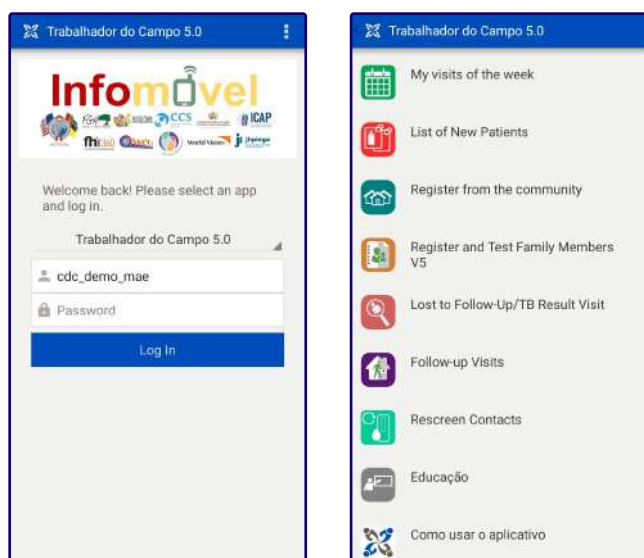 Trabalhador do Campo 5.0
Infomóvel
CCS
ICAP
fhi360
World Vision
jhpiego
Welcome back! Please select an app
and log in.
Trabalhador do Campo 5.0
cdc_demo_mae
Password
Log In
Trabalhador do Campo 5.0
My visits of the week
List of New Patients
Register from the community
Register and Test Family Members
V5
Lost to Follow-Up/TB Result Visit
Follow-up Visits
Rescreen Contacts
Educação
Como usar o aplicativo